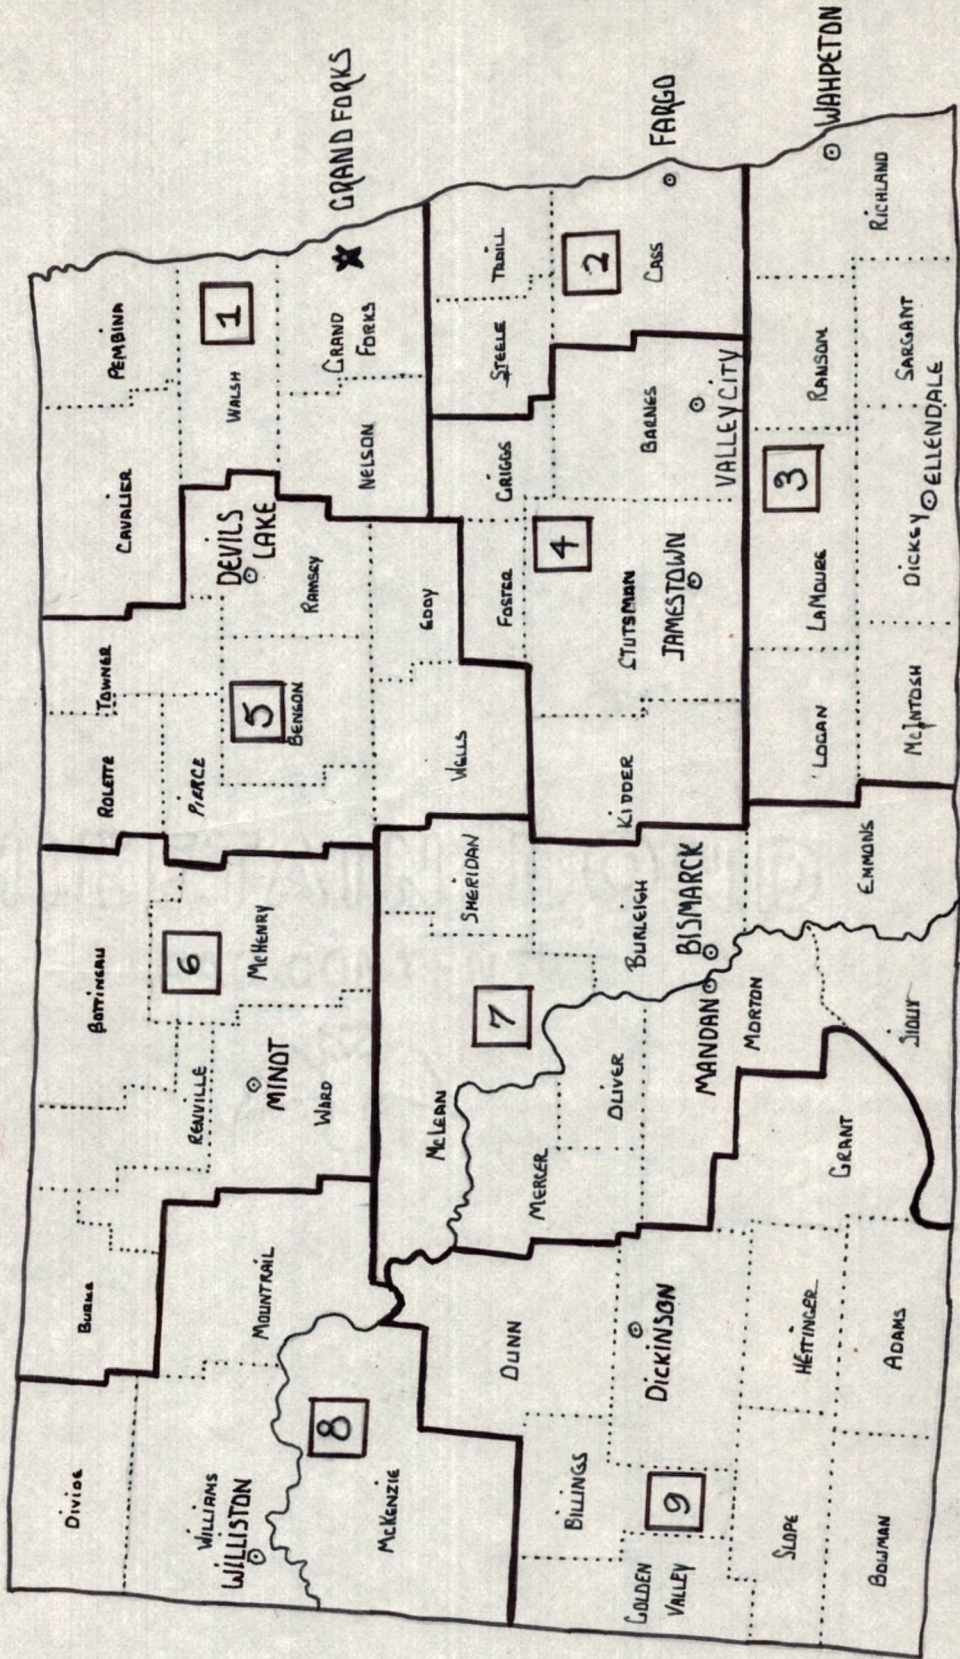 DIVIDE
WILLIAMS
WILLISTON
8
McKENZIE
BURKE
MOUNTRAIL
BOTTINEAU
RENVILLE
6
McHENRY
MINOT
WARD
ROLETTE
TOWNER
PIERCE
5
BENSON
DEVILS
LAKE
RAMSEY
EDDY
WELLS
CAVALIER
PEMBINA
WALSH
1
NELSON
GRAND
FORKS
GRAND FORKS
STEELE
TRAILL
2
CASS
FARGO
GRIGGS
FOSTER
4
BARNES
VALLEY CITY
STUTSMAN
JAMESTOWN
KIDDER
SHERIDAN
McLEAN
7
MERCER
OLIVER
BURLEIGH
BISMARCK
MANDAN
MORTON
EMMONS
SIOUX
GRANT
DUNN
BILLINGS
GOLDEN
VALLEY
9
DICKINSON
SLOPE
HETTINGER
BOWMAN
ADAMS
LOGAN
LAMOURE
3
RANSOM
RICHLAND
WAHPETON
McINTOSH
DICKEY
ELLENDALE
SARGANT